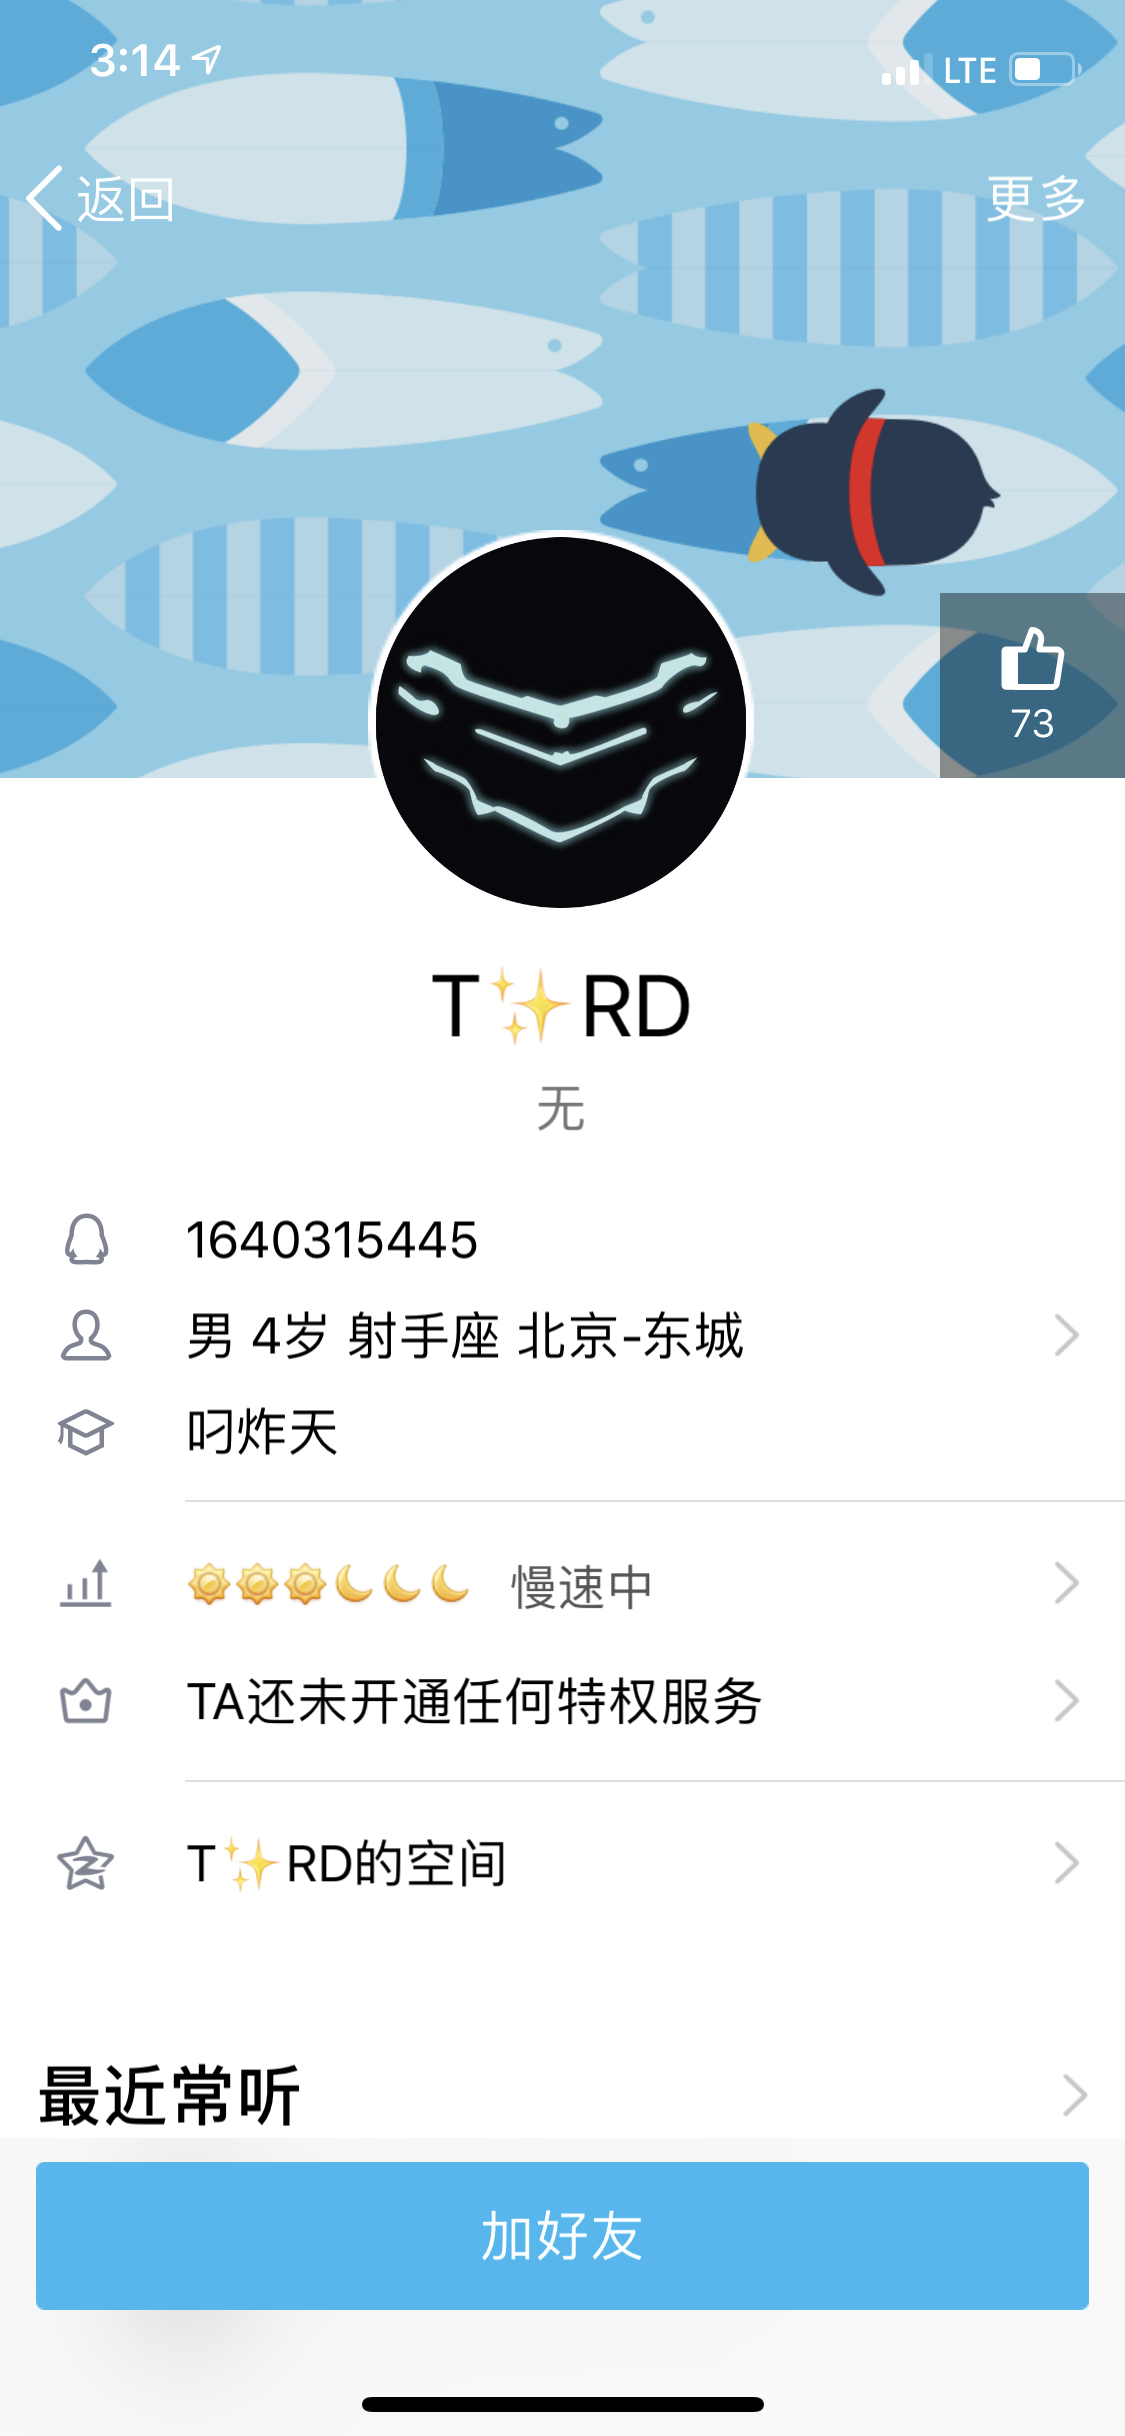 3:14 LTE
返回 更多
73
T✨RD
无
1640315445
男 4岁 射手座 北京-东城
叼炸天
慢速中
TA还未开通任何特权服务
T✨RD的空间
最近常听
加好友